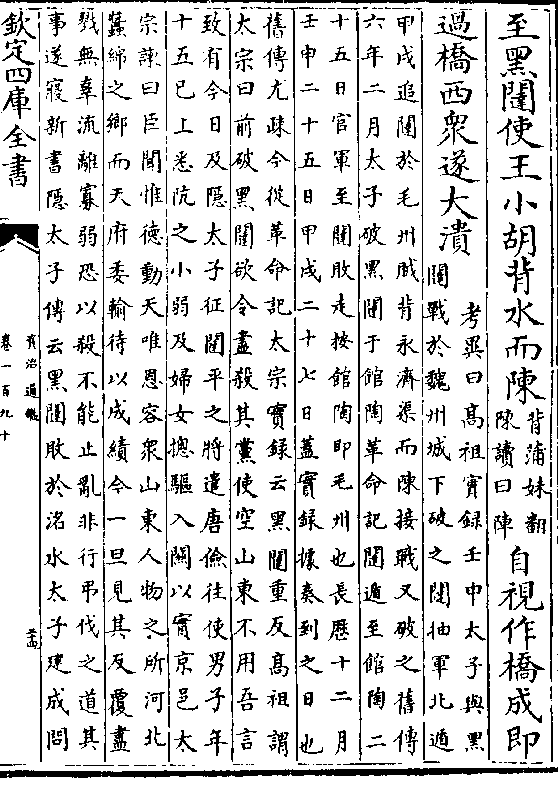 至黑闥使王小胡背水而陳背蒲妹翻
陳讀曰陣自視作橋成即
過橋西衆遂大潰考異曰髙祖實録壬申太子與黑
闥戰於魏州城下破之闥抽軍北遁
甲戌追闥於毛州賊背永濟渠而陳接戰又破之舊傳
六年二月太子破黑闥于館陶革命記闥遁至館陶二
十五日官軍至闥敗走按館陶即毛州也長厯十二月
壬申二十五日甲戌二十七日蓋實録據奏到之日也
舊傳尤疎今從革命記太宗實録云黑闥重反髙祖謂
太宗曰前破黑闥欲令盡殺其黨使空山東不用吾言
致有今日及隱太子征闥平之將遣唐儉往使男子年
十五已上悉阬之小弱及婦女揔驅入闗以實京邑太
宗諫曰臣聞惟德動天唯恩容衆山東人物之所河北
蠶綿之鄉而天府委輸待以成績今一旦見其反覆盡
戮無辜流離寡弱恐以殺不能止亂非行弔伐之道其
事遂寢新書隱太子傳云黑闥敗於洺水太子建成問
欽定四庫全書
資治通鑑
卷一百九十